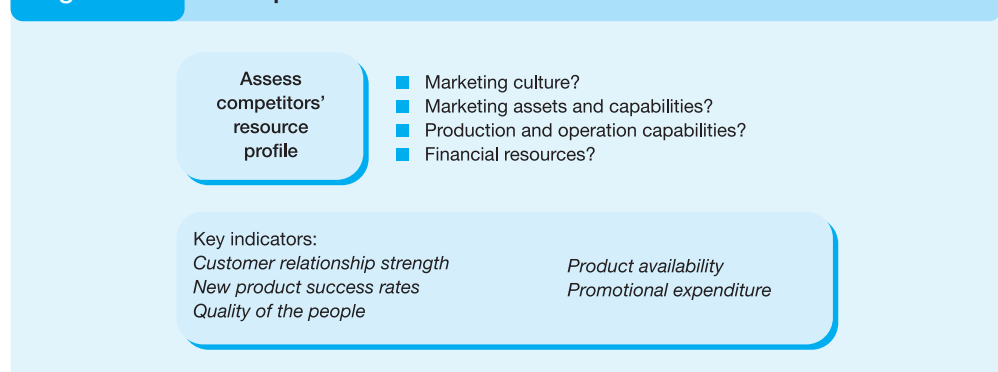 Assess
competitors'
resource
profile
Marketing culture?
Marketing assets and capabilities?
Production and operation capabilities?
Financial resources?
Key indicators:
Customer relationship strength
New product success rates
Quality of the people
Product availability
Promotional expenditure